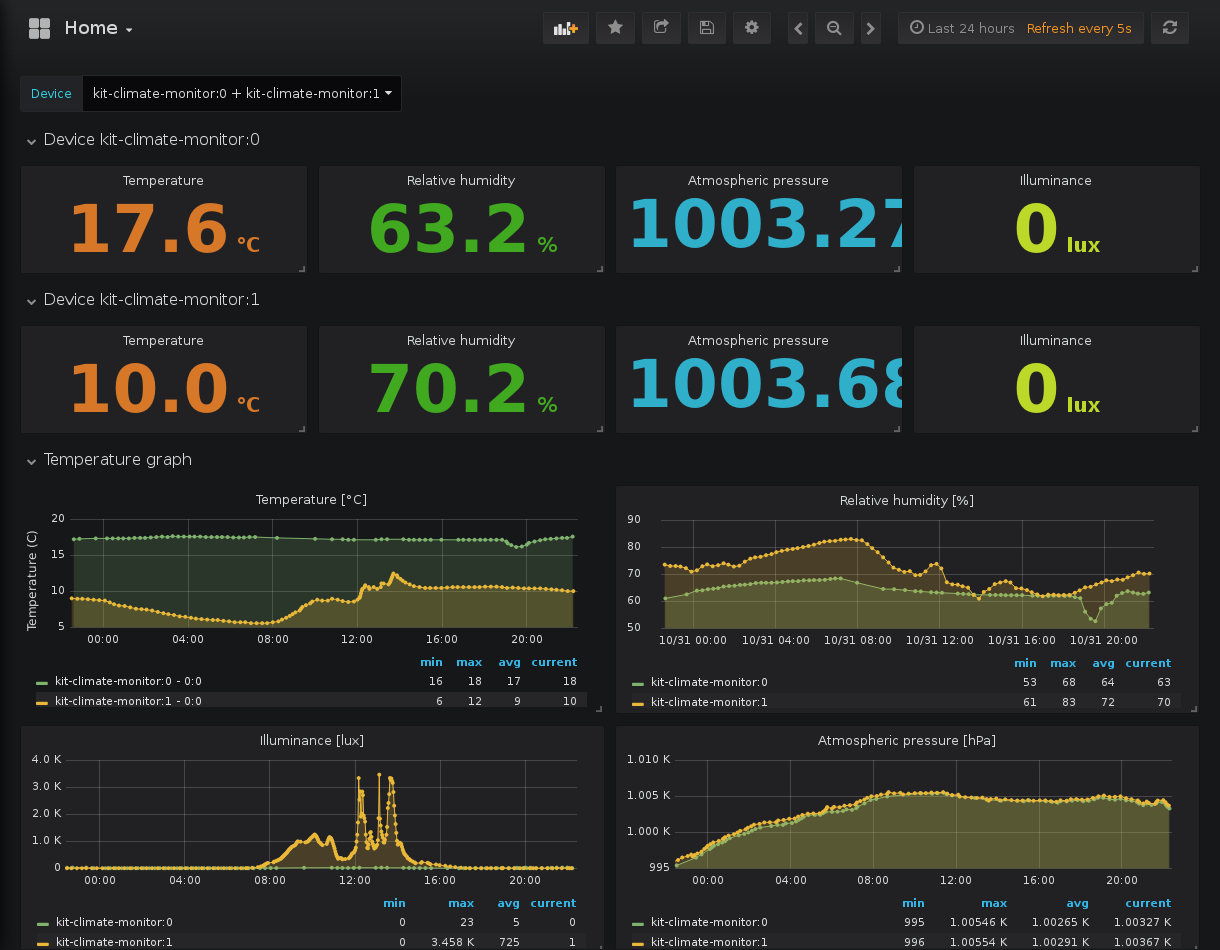 Home
Last 24 hours Refresh every 5s
Device kit-climate-monitor:0 + kit-climate-monitor:1
Device kit-climate-monitor:0
Temperature Relative humidity Atmospheric pressure Illuminance
17.6 °C 63.2 % 1003.27 0 lux
Device kit-climate-monitor:1
Temperature Relative humidity Atmospheric pressure Illuminance
10.0 °C 70.2 % 1003.68 0 lux
Temperature graph
Temperature [°C]
Temperature (C)
20
15
10
5
00:00 04:00 08:00 12:00 16:00 20:00
min max avg current
kit-climate-monitor:0 - 0:0 16 18 17 18
kit-climate-monitor:1 - 0:0 6 12 9 10
Relative humidity [%]
90
80
70
60
50
10/31 00:00 10/31 04:00 10/31 08:00 10/31 12:00 10/31 16:00 10/31 20:00
min max avg current
kit-climate-monitor:0 53 68 64 63
kit-climate-monitor:1 61 83 72 70
Illuminance [lux]
4.0 K
3.0 K
2.0 K
1.0 K
0
00:00 04:00 08:00 12:00 16:00 20:00
min max avg current
kit-climate-monitor:0 0 23 5 0
kit-climate-monitor:1 0 3.458 K 725 1
Atmospheric pressure [hPa]
1.010 K
1.005 K
1.000 K
995
00:00 04:00 08:00 12:00 16:00 20:00
min max avg current
kit-climate-monitor:0 995 1.00546 K 1.00265 K 1.00327 K
kit-climate-monitor:1 996 1.00554 K 1.00291 K 1.00367 K